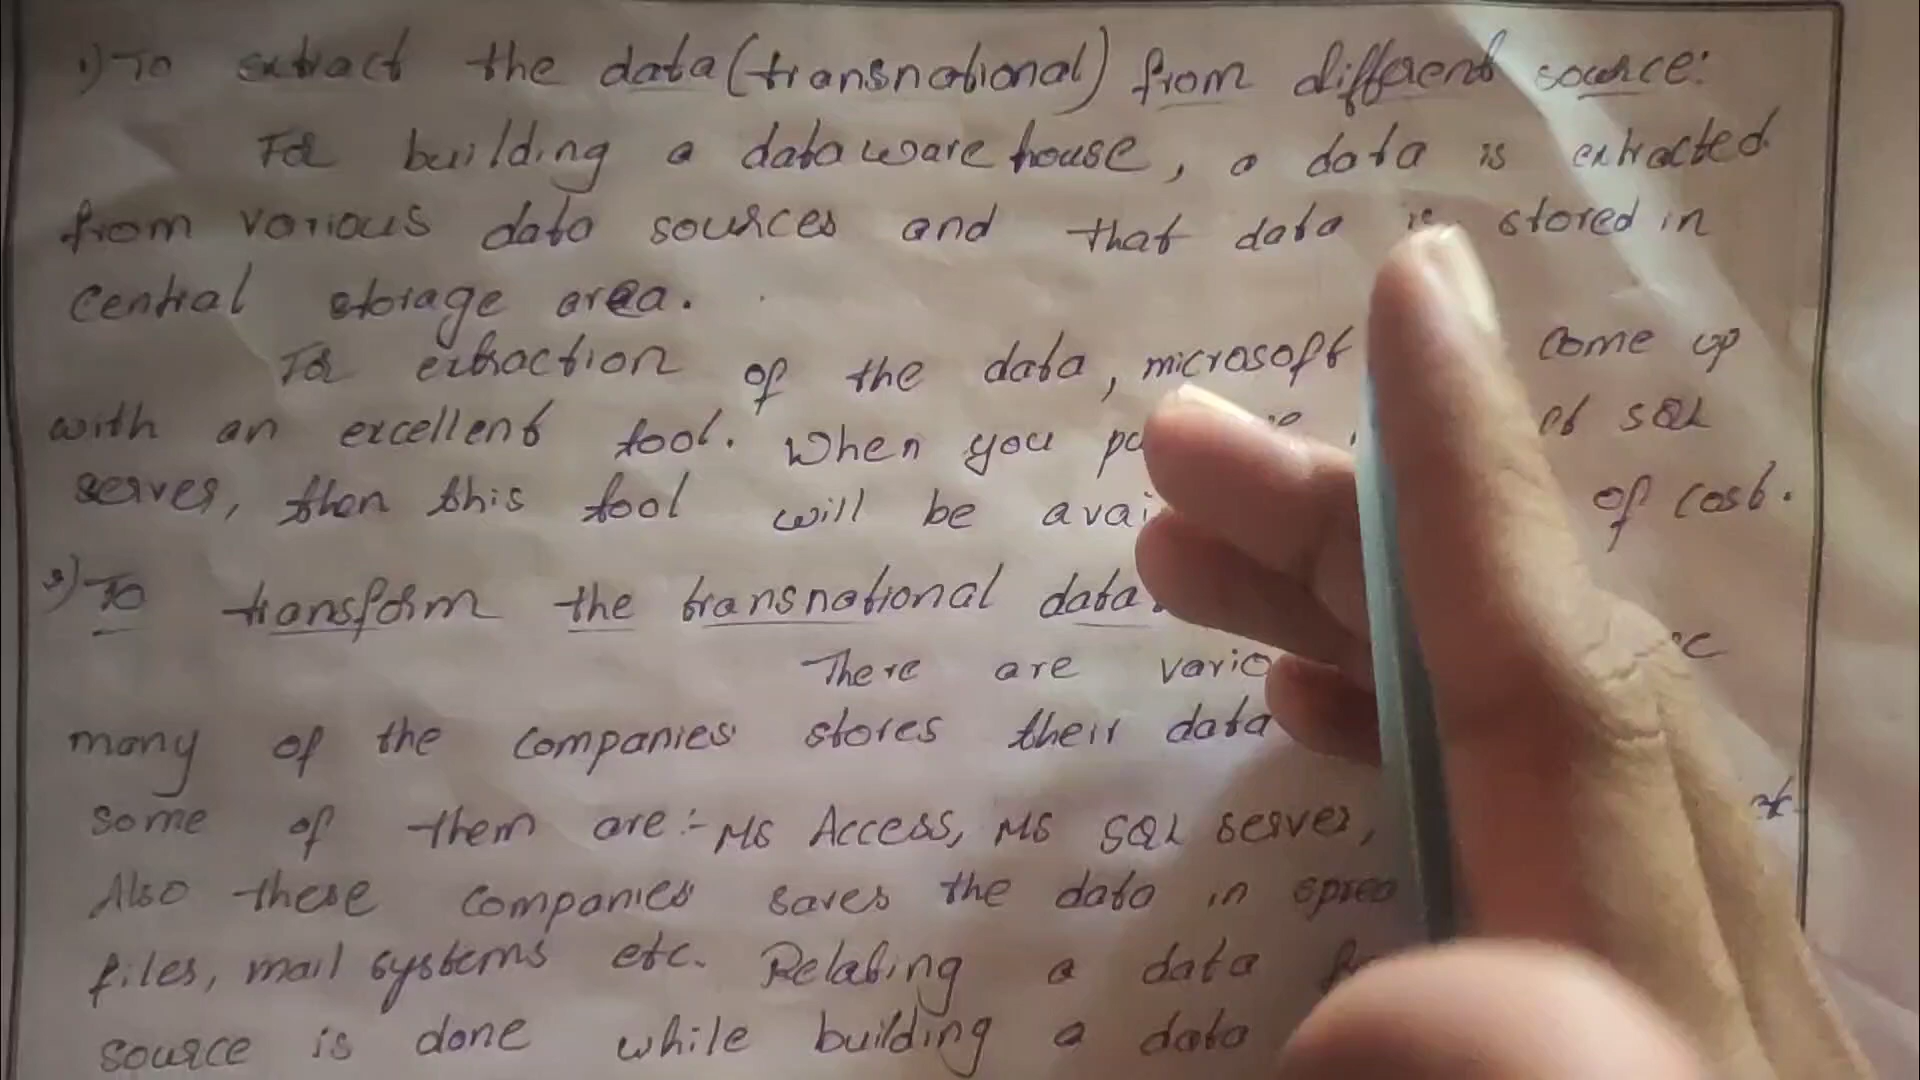 1) To extract the data (transnational) from different source:
For building a data ware house, a data is extracted
from various data sources and that data is stored in
Central storage area.
For extraction of the data, microsoft come up
with an excellent tool. When you of SQL
server, then this tool will be avai of cost.
2) To transform the transnational data
There are vario
many of the companies stores their data
some of them are:- MS Access, MS SQL server,
Also these companies saves the data in sprea
files, mail systems etc. Relating a data
source is done while building a data